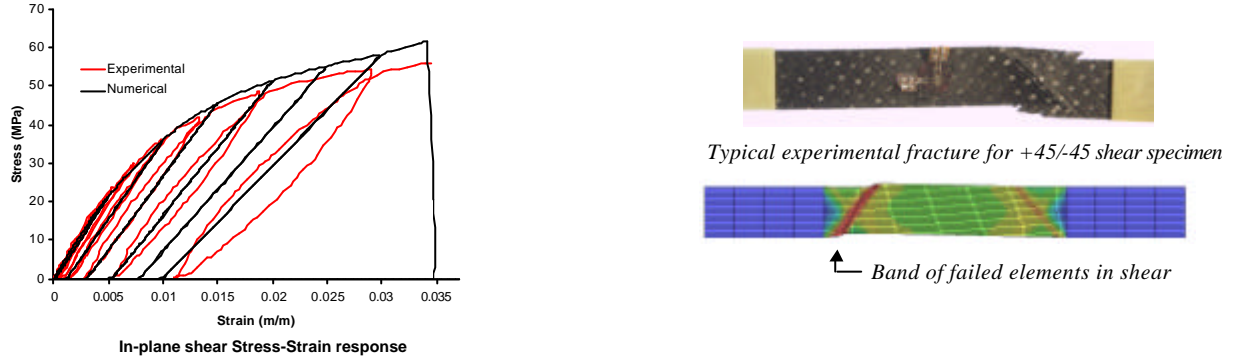 70
60
50
40
30
20
10
0
Stress (MPa)
Experimental
Numerical
0 0.005 0.01 0.015 0.02 0.025 0.03 0.035
Strain (m/m)
In-plane shear Stress-Strain response
Typical experimental fracture for +45/-45 shear specimen
Band of failed elements in shear